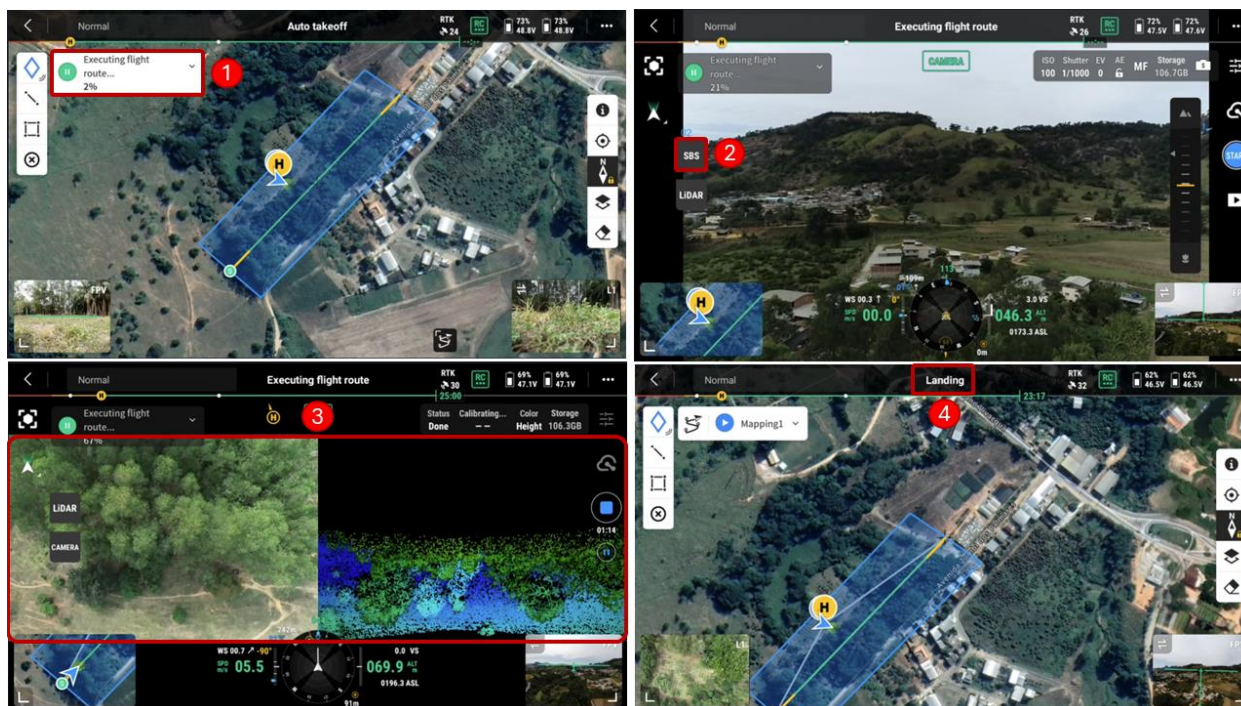 Normal
Auto takeoff
RTK
24
RC
73%
48.8V
73%
48.8V
Executing flight
route...
2%
1
H
S
N
FPV
L1
Normal
Executing flight route
RTK
26
RC
72%
47.5V
72%
47.6V
Executing flight
route...
21%
CAMERA
ISO
100
Shutter
1/1000
EV
0
AE
MF
Storage
106.7GB
SBS
2
LiDAR
START
H
113
WS 00.3
0°
SPD
m/s
00.0
3.0 VS
046.3
ALT
m
0173.3 ASL
0m
Normal
Executing flight route
RTK
30
RC
69%
47.1V
69%
47.1V
25:00
Executing flight
route...
67%
H
3
Status
Done
Calibrating...
– –
Color
Height
Storage
106.3GB
LiDAR
CAMERA
01:14
242m
WS 00.7
-90°
SPD
m/s
05.5
0.0 VS
069.9
ALT
m
0196.3 ASL
91m
S
Normal
Landing
RTK
32
RC
62%
46.5V
62%
46.5V
23:17
4
Mapping1
N
H
L1